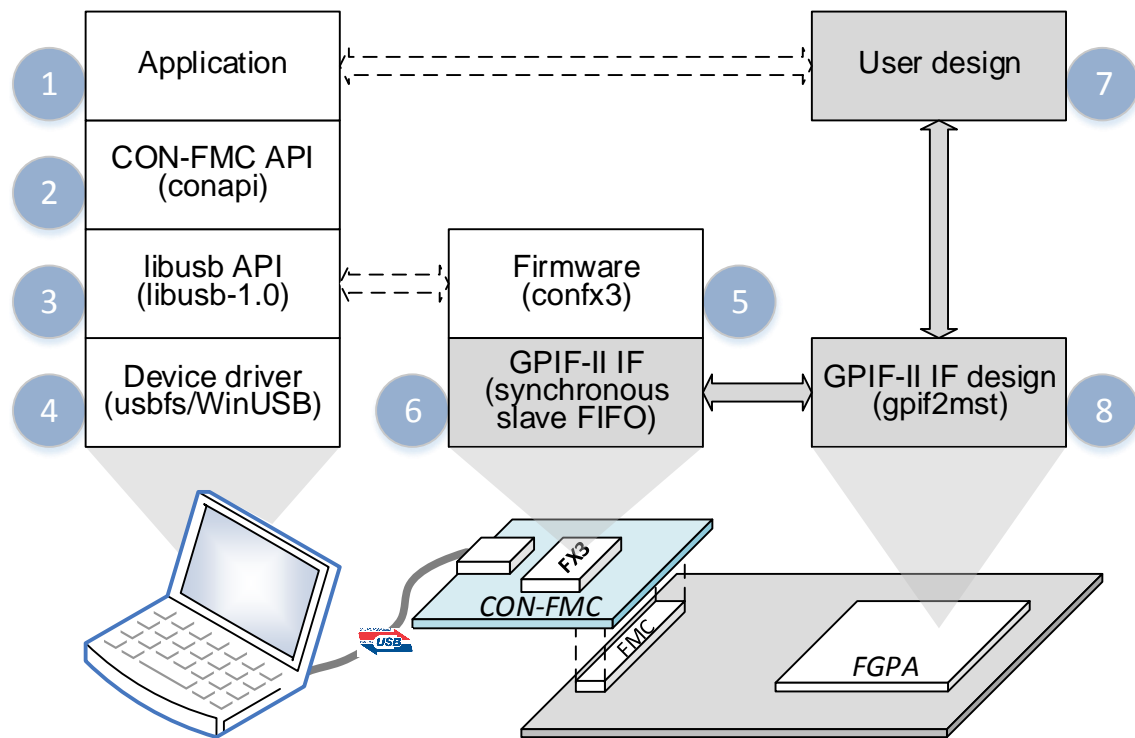 Application
1
CON-FMC API
(conapi)
2
libusb API
(libusb-1.0)
3
Device driver
(usbfs/WinUSB)
4
Firmware
(confx3)
5
GPIF-II IF
(synchronous
slave FIFO)
6
User design
7
GPIF-II IF design
(gpif2mst)
8
FX3
CON-FMC
USB
FMC
FGPA